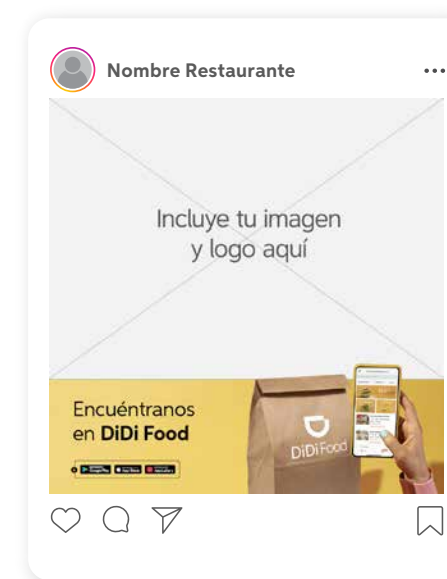 Nombre Restaurante
Incluye tu imagen
y logo aquí
Encuéntranos
en DiDi Food
DiDi Food